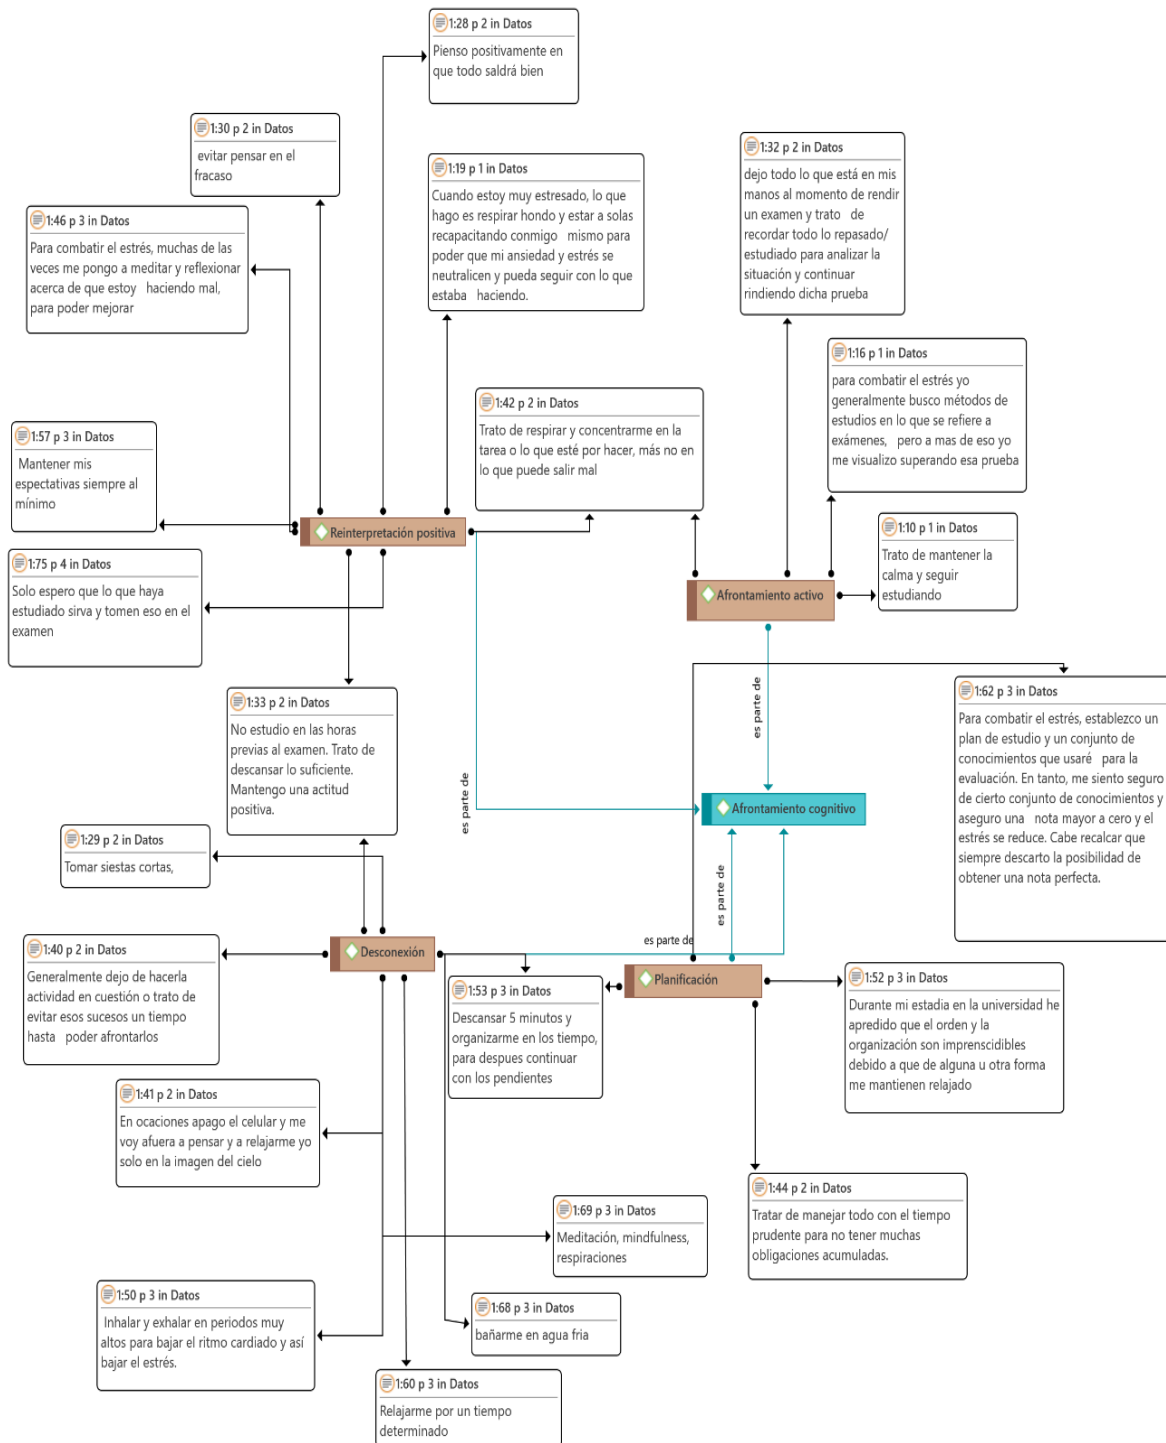 1:28 p 2 in Datos
Pienso positivamente en
que todo saldrá bien
1:30 p 2 in Datos
evitar pensar en el
fracaso
1:19 p 1 in Datos
Cuando estoy muy estresado, lo que
hago es respirar hondo y estar a solas
recapacitando conmigo mismo para
poder que mi ansiedad y estrés se
neutralicen y pueda seguir con lo que
estaba haciendo.
1:32 p 2 in Datos
dejo todo lo que está en mis
manos al momento de rendir
un examen y trato de
recordar todo lo repasado/
estudiado para analizar la
situación y continuar
rindiendo dicha prueba
1:46 p 3 in Datos
Para combatir el estrés, muchas de las
veces me pongo a meditar y reflexionar
acerca de que estoy haciendo mal,
para poder mejorar
1:16 p 1 in Datos
para combatir el estrés yo
generalmente busco métodos de
estudios en lo que se refiere a
exámenes, pero a mas de eso yo
me visualizo superando esa prueba
1:42 p 2 in Datos
Trato de respirar y concentrarme en la
tarea o lo que esté por hacer, más no en
lo que puede salir mal
1:57 p 3 in Datos
Mantener mis
espectativas siempre al
mínimo
Reinterpretación positiva
1:10 p 1 in Datos
Trato de mantener la
calma y seguir
estudiando
1:75 p 4 in Datos
Solo espero que lo que haya
estudiado sirva y tomen eso en el
examen
Afrontamiento activo
1:33 p 2 in Datos
No estudio en las horas
previas al examen. Trato de
descansar lo suficiente.
Mantengo una actitud
positiva.
es parte de
1:62 p 3 in Datos
Para combatir el estrés, establezco un
plan de estudio y un conjunto de
conocimientos que usaré para la
evaluación. En tanto, me siento seguro
de cierto conjunto de conocimientos y
aseguro una nota mayor a cero y el
estrés se reduce. Cabe recalcar que
siempre descarto la posibilidad de
obtener una nota perfecta.
es parte de
Afrontamiento cognitivo
1:29 p 2 in Datos
Tomar siestas cortas,
es parte de
es parte de
Desconexión
1:40 p 2 in Datos
Generalmente dejo de hacerla
actividad en cuestión o trato de
evitar esos sucesos un tiempo
hasta poder afrontarlos
Planificación
1:53 p 3 in Datos
Descansar 5 minutos y
organizarme en los tiempo,
para despues continuar
con los pendientes
1:52 p 3 in Datos
Durante mi estadia en la universidad he
apredido que el orden y la
organización son imprenscidibles
debido a que de alguna u otra forma
me mantienen relajado
1:41 p 2 in Datos
En ocaciones apago el celular y me
voy afuera a pensar y a relajarme yo
solo en la imagen del cielo
1:44 p 2 in Datos
Tratar de manejar todo con el tiempo
prudente para no tener muchas
obligaciones acumuladas.
1:69 p 3 in Datos
Meditación, mindfulness,
respiraciones
1:50 p 3 in Datos
Inhalar y exhalar en periodos muy
altos para bajar el ritmo cardiado y así
bajar el estrés.
1:68 p 3 in Datos
bañarme en agua fria
1:60 p 3 in Datos
Relajarme por un tiempo
determinado